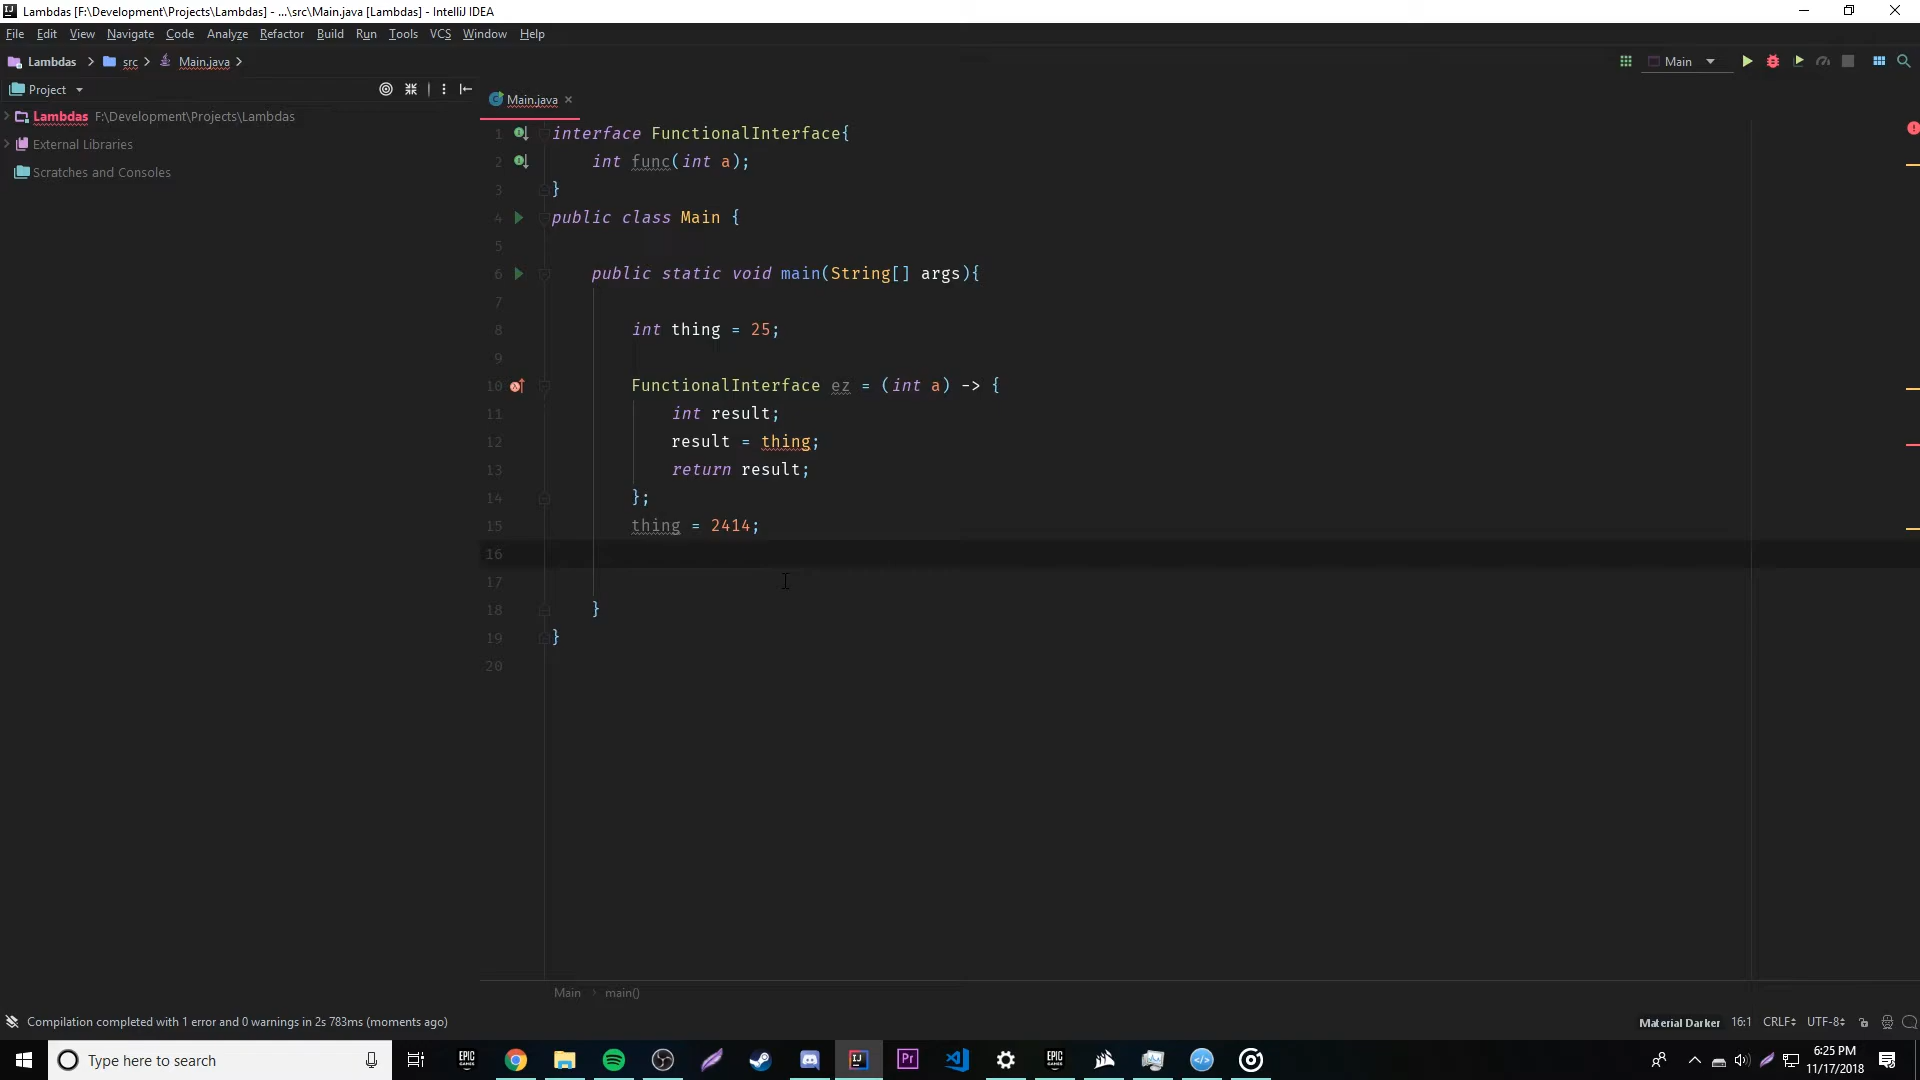 Lambdas [F:\Development\Projects\Lambdas] - ...\src\Main.java [Lambdas] - IntelliJ IDEA
File Edit View Navigate Code Analyze Refactor Build Run Tools VCS Window Help
Lambdas src Main.java Main
Project
Lambdas F:\Development\Projects\Lambdas
External Libraries
Scratches and Consoles
Main.java
1 interface FunctionalInterface{
2 int func(int a);
3 }
4 public class Main {
5
6 public static void main(String[] args){
7
8 int thing = 25;
9
10 FunctionalInterface ez = (int a) -> {
11 int result;
12 result = thing;
13 return result;
14 };
15 thing = 2414;
16
17
18 }
19 }
20
Main main()
Compilation completed with 1 error and 0 warnings in 2s 783ms (moments ago)
Material Darker 16:1 CRLF UTF-8
Type here to search
EPIC GAMES
IJ
Pr
EPIC GAMES
6:25 PM
11/17/2018